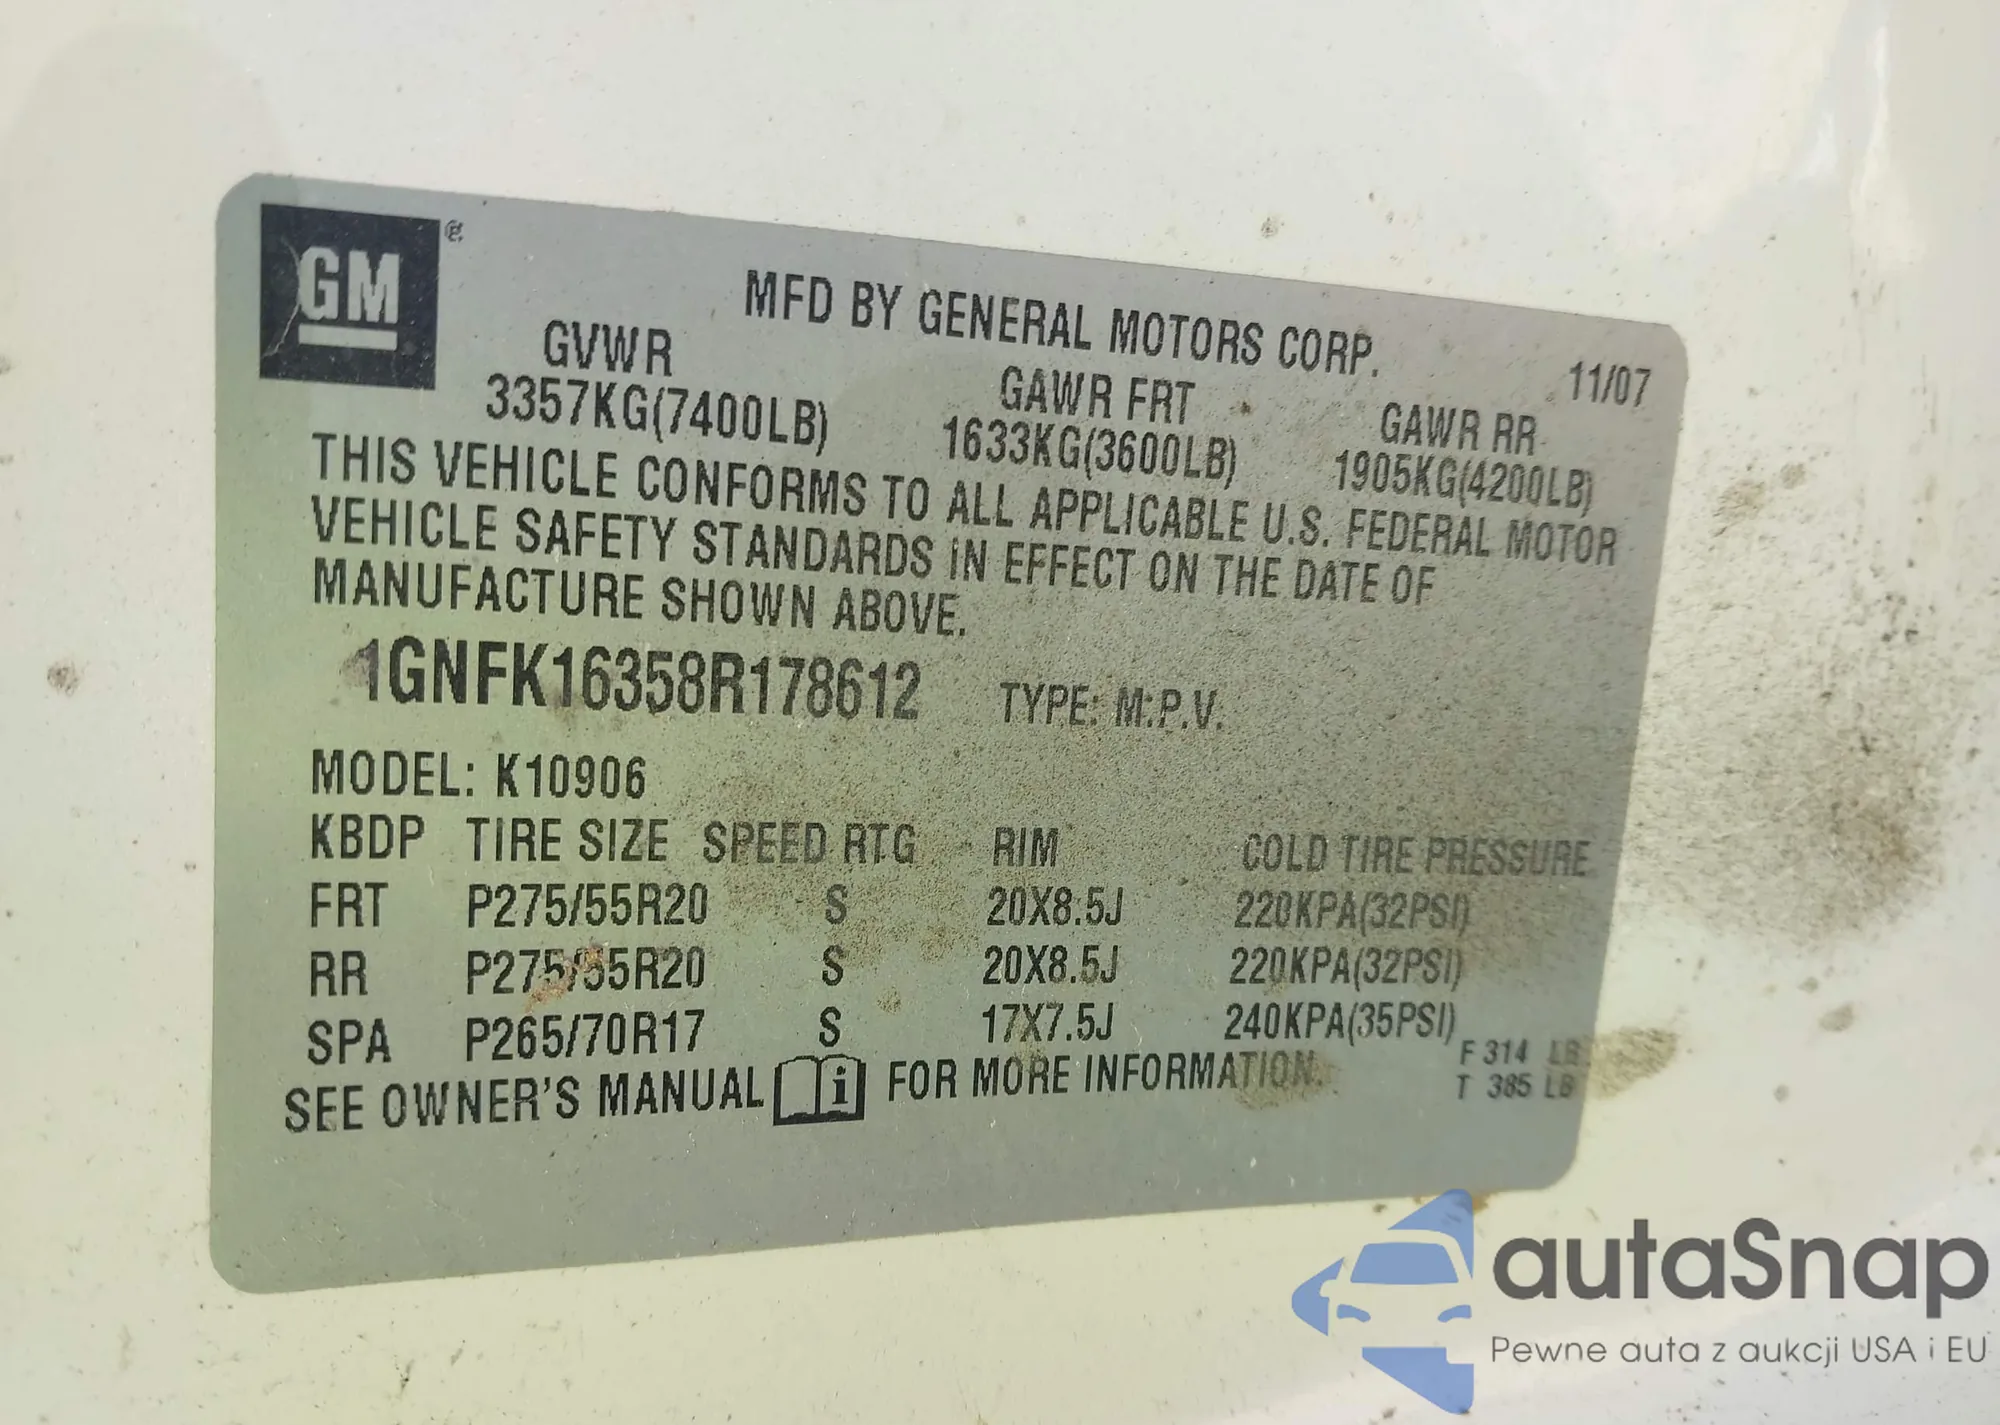 GM®
MFD BY GENERAL MOTORS CORP.
11/07
GVWR GAWR FRT GAWR RR
3357KG(7400LB) 1633KG(3600LB) 1905KG(4200LB)
THIS VEHICLE CONFORMS TO ALL APPLICABLE U.S. FEDERAL MOTOR
VEHICLE SAFETY STANDARDS IN EFFECT ON THE DATE OF
MANUFACTURE SHOWN ABOVE.
1GNFK16358R178612 TYPE: M.P.V.
MODEL: K10906
KBDP TIRE SIZE SPEED RTG RIM COLD TIRE PRESSURE
FRT P275/55R20 S 20X8.5J 220KPA(32PSI)
RR P275/55R20 S 20X8.5J 220KPA(32PSI)
SPA P265/70R17 S 17X7.5J 240KPA(35PSI)
SEE OWNER'S MANUAL i FOR MORE INFORMATION.
F 314 LB
T 385 LB
autaSnap
Pewne auta z aukcji USA i EU